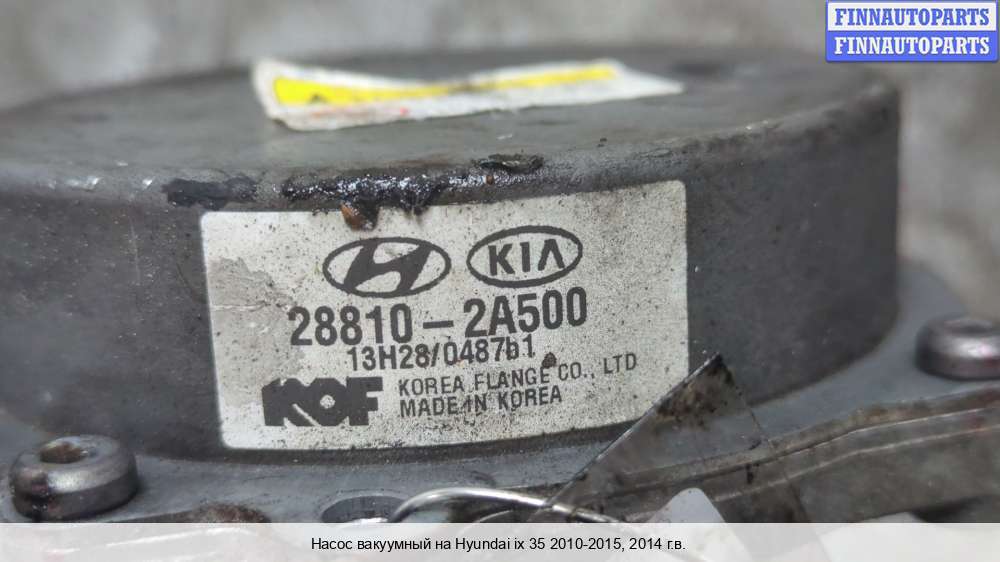 FINNAUTOPARTS
FINNAUTOPARTS
KIA
28810-2A500
13H28/0487b1
KOF KOREA FLANGE CO., LTD
MADE IN KOREA
Насос вакуумный на Hyundai ix 35 2010-2015, 2014 г.в.